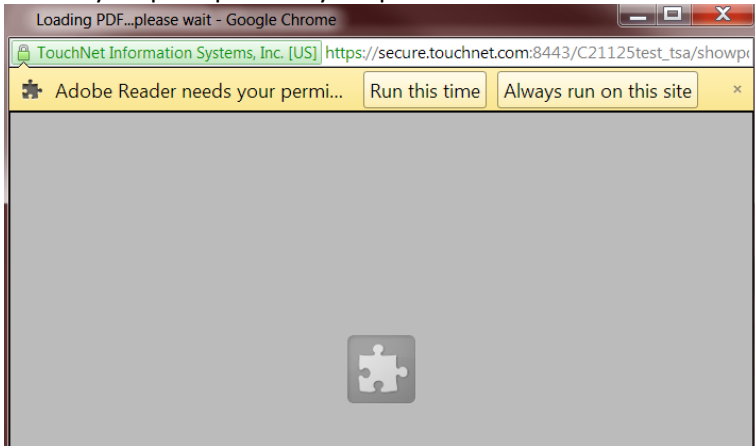 Loading PDF...please wait - Google Chrome
TouchNet Information Systems, Inc. [US] https://secure.touchnet.com:8443/C21125test_tsa/showp
Adobe Reader needs your permi... Run this time Always run on this site ×